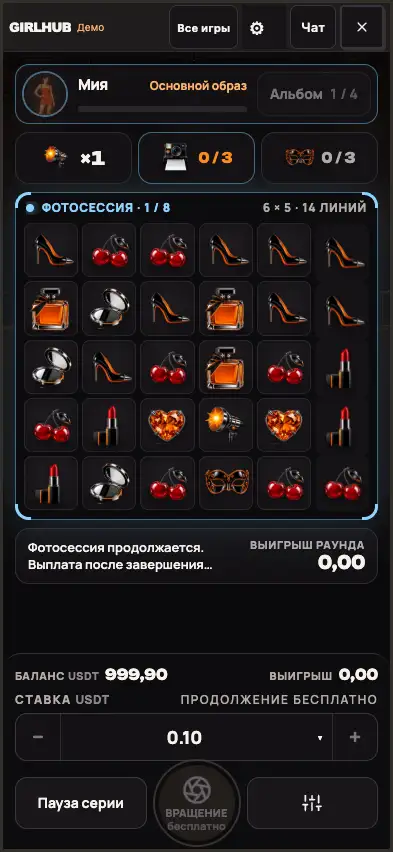 GIRLHUB Демо
Все игры
Чат
×
Мия
Основной образ
Альбом 1 / 4
×1
0/3
0/3
ФОТОСЕССИЯ · 1 / 8
6 × 5 · 14 ЛИНИЙ
Фотосессия продолжается.
Выплата после завершения…
ВЫИГРЫШ РАУНДА
0,00
БАЛАНС USDT 999,90
ВЫИГРЫШ 0,00
СТАВКА USDT
ПРОДОЛЖЕНИЕ БЕСПЛАТНО
−
0.10
+
Пауза серии
ВРАЩЕНИЕ
бесплатно